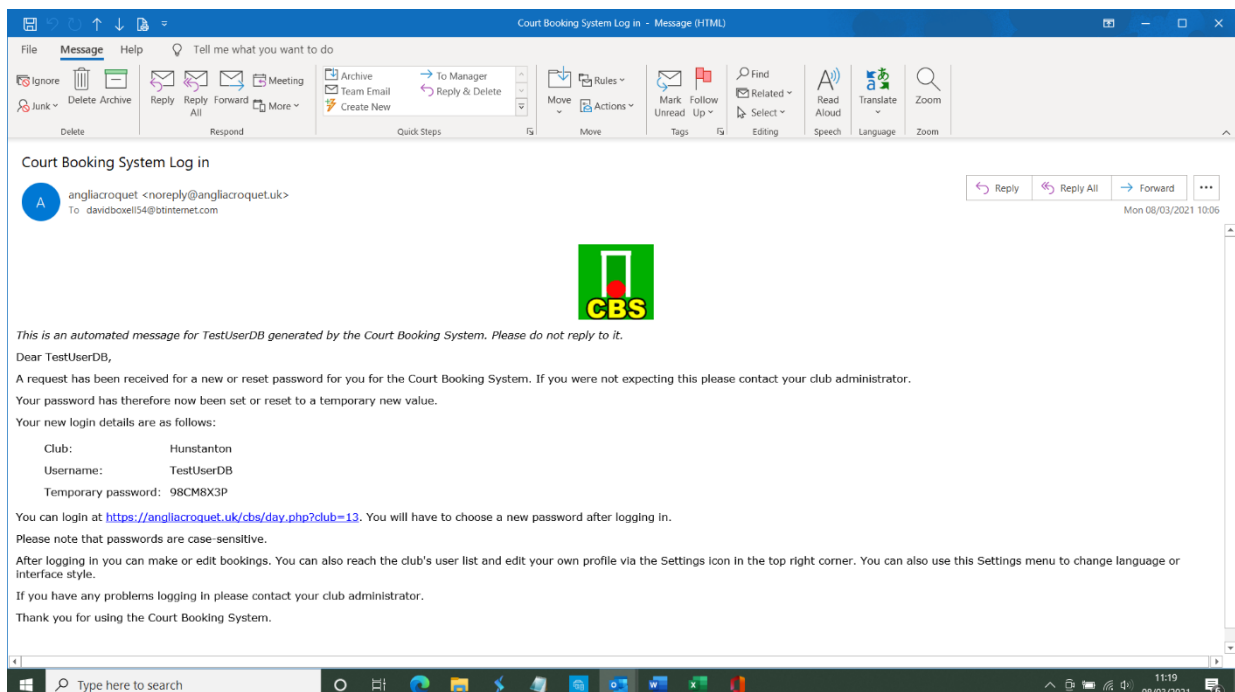 Court Booking System Log in - Message (HTML)
File Message Help Tell me what you want to do
Ignore
Junk
Delete
Archive
Reply
Reply All
Forward
Meeting
More
Archive
Team Email
Create New
To Manager
Reply & Delete
Move
Rules
Actions
Mark Unread
Follow Up
Find
Related
Select
Read Aloud
Translate
Zoom
Delete Respond Quick Steps Move Tags Editing Speech Language Zoom
Court Booking System Log in
A
angliacroquet <noreply@angliacroquet.uk>
To davidboxell54@btinternet.com
Reply Reply All Forward
Mon 08/03/2021 10:06
CBS
This is an automated message for TestUserDB generated by the Court Booking System. Please do not reply to it.
Dear TestUserDB,
A request has been received for a new or reset password for you for the Court Booking System. If you were not expecting this please contact your club administrator.
Your password has therefore now been set or reset to a temporary new value.
Your new login details are as follows:
Club: Hunstanton
Username: TestUserDB
Temporary password: 98CM8X3P
You can login at https://angliacroquet.uk/cbs/day.php?club=13. You will have to choose a new password after logging in.
Please note that passwords are case-sensitive.
After logging in you can make or edit bookings. You can also reach the club's user list and edit your own profile via the Settings icon in the top right corner. You can also use this Settings menu to change language or
interface style.
If you have any problems logging in please contact your club administrator.
Thank you for using the Court Booking System.
Type here to search
11:19
08/03/2021